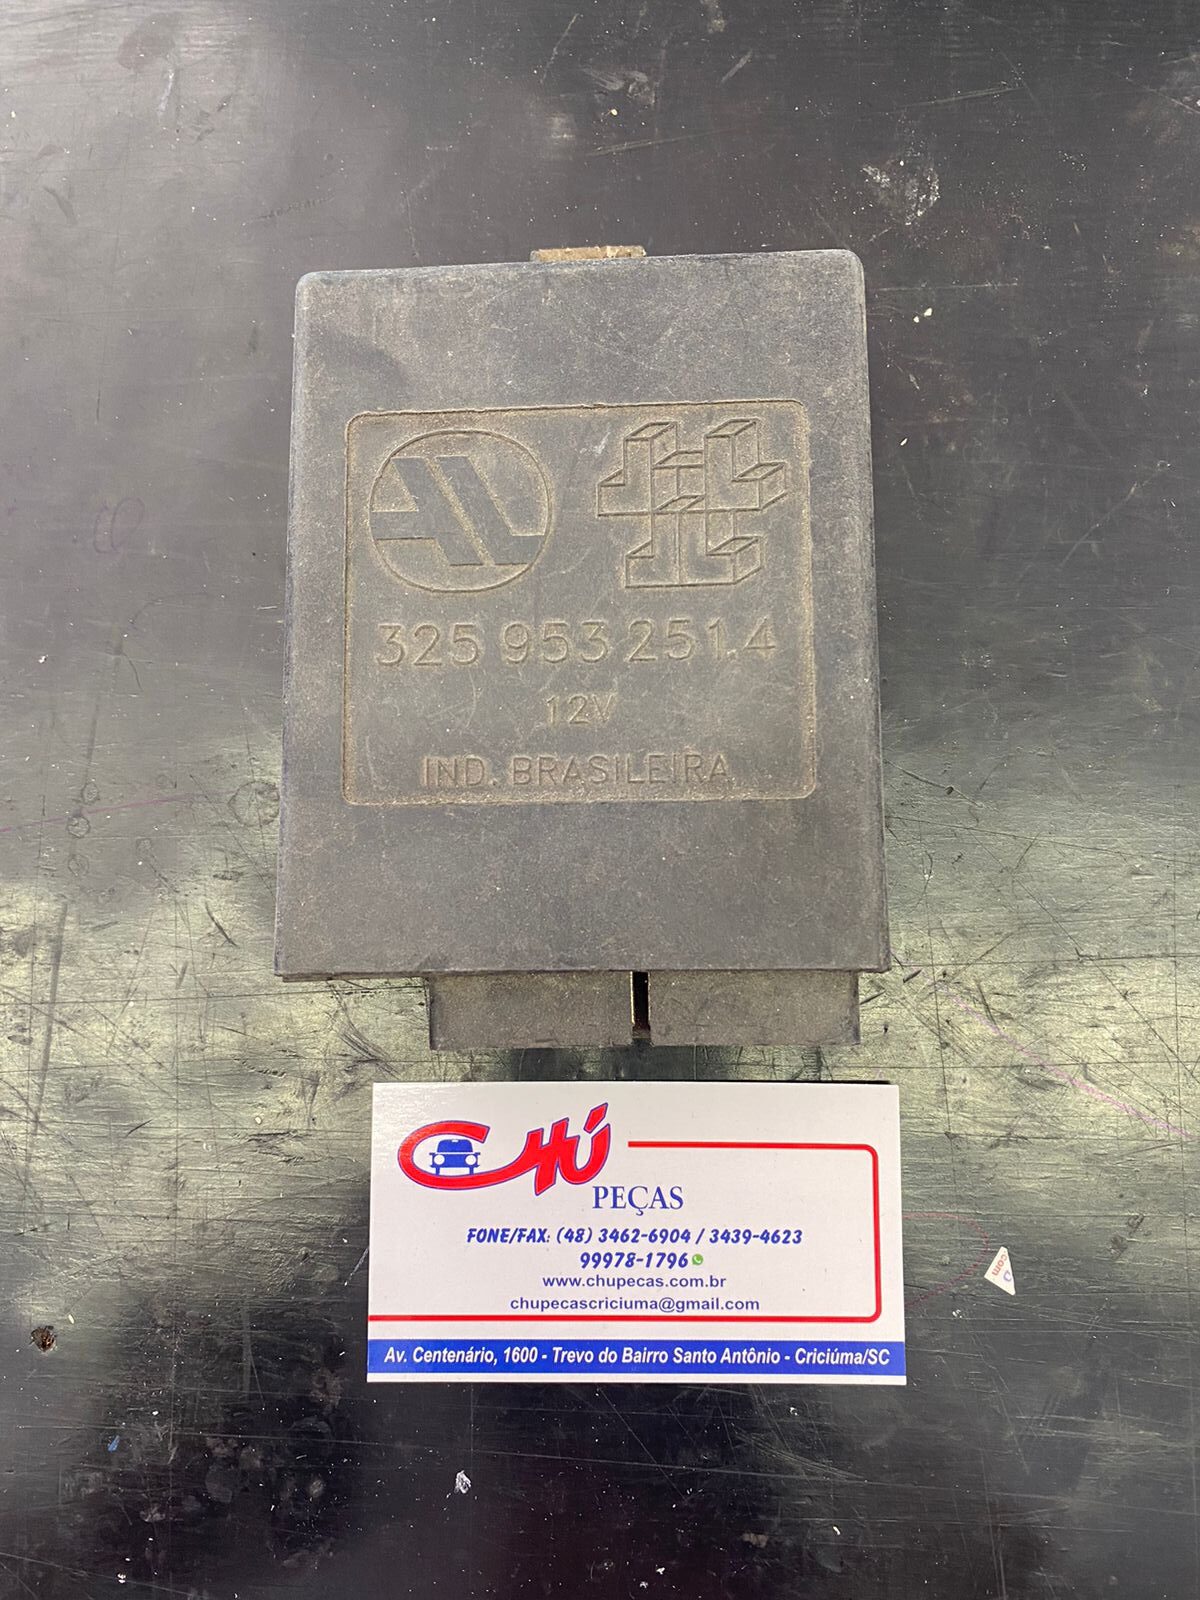 325 953 251.4
12V
IND. BRASILEIRA
CHÚ
PEÇAS
FONE/FAX: (48) 3462-6904 / 3439-4623
99978-1796
www.chupecas.com.br
chupecascriciuma@gmail.com
Av. Centenário, 1600 - Trevo do Bairro Santo Antônio - Criciúma/SC
.com